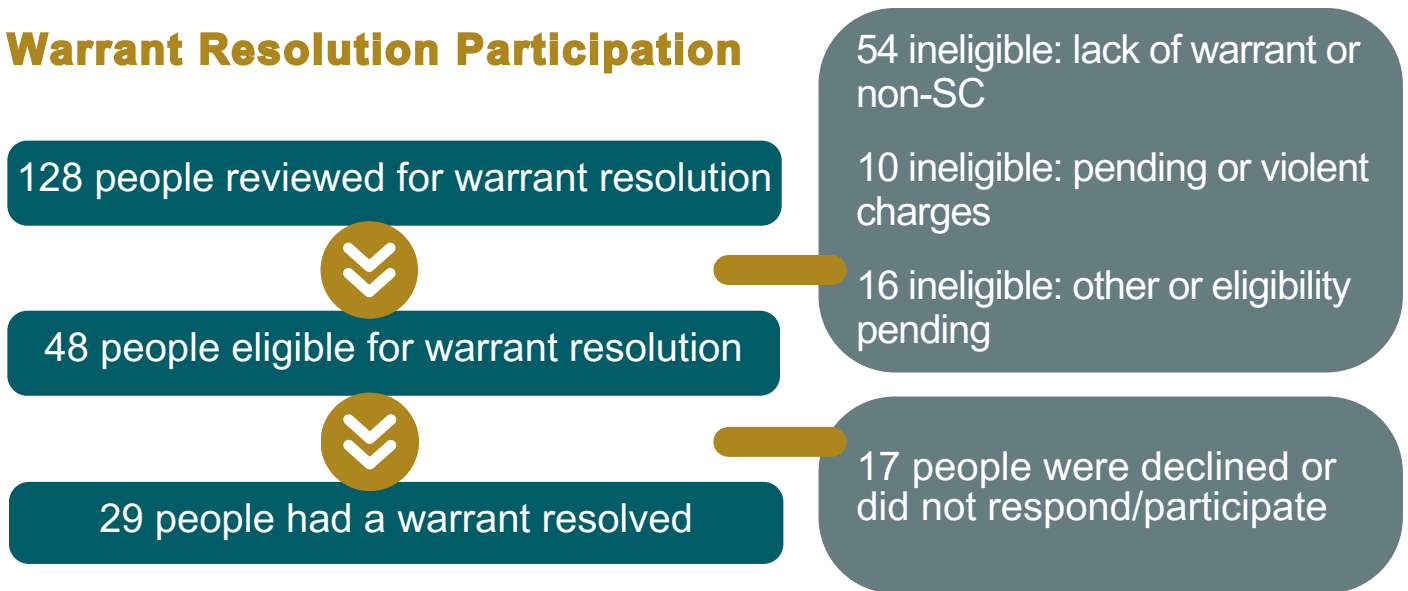 Warrant Resolution Participation
128 people reviewed for warrant resolution
48 people eligible for warrant resolution
29 people had a warrant resolved
54 ineligible: lack of warrant or
non-SC
10 ineligible: pending or violent
charges
16 ineligible: other or eligibility
pending
17 people were declined or
did not respond/participate